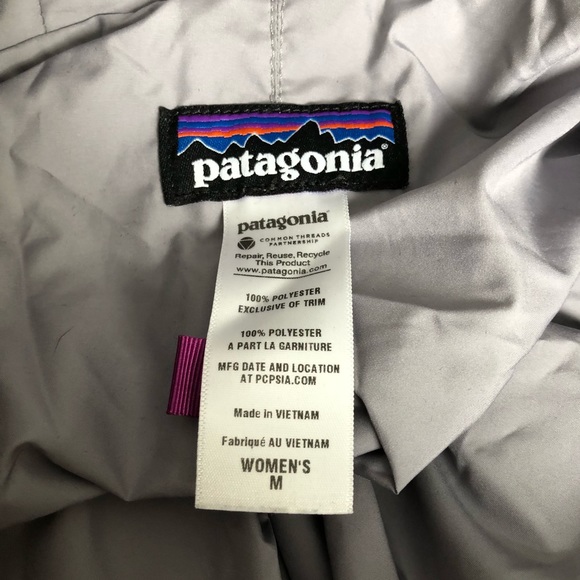 patagonia®
patagonia®
COMMON THREADS
PARTNERSHIP
Repair, Reuse, Recycle
This Product
www.patagonia.com
100% POLYESTER
EXCLUSIVE OF TRIM
100% POLYESTER
A PART LA GARNITURE
MFG DATE AND LOCATION
AT PCPSIA.COM
Made in VIETNAM
Fabriqué AU VIETNAM
WOMEN'S
M